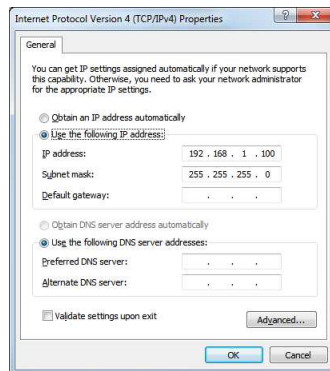 Internet Protocol Version 4 (TCP/IPv4) Properties
General
You can get IP settings assigned automatically if your network supports
this capability. Otherwise, you need to ask your network administrator
for the appropriate IP settings.
Obtain an IP address automatically
Use the following IP address:
IP address: 192 . 168 . 1 . 100
Subnet mask: 255 . 255 . 255 . 0
Default gateway: . . .
Obtain DNS server address automatically
Use the following DNS server addresses:
Preferred DNS server: . . .
Alternate DNS server: . . .
Validate settings upon exit
Advanced...
OK Cancel